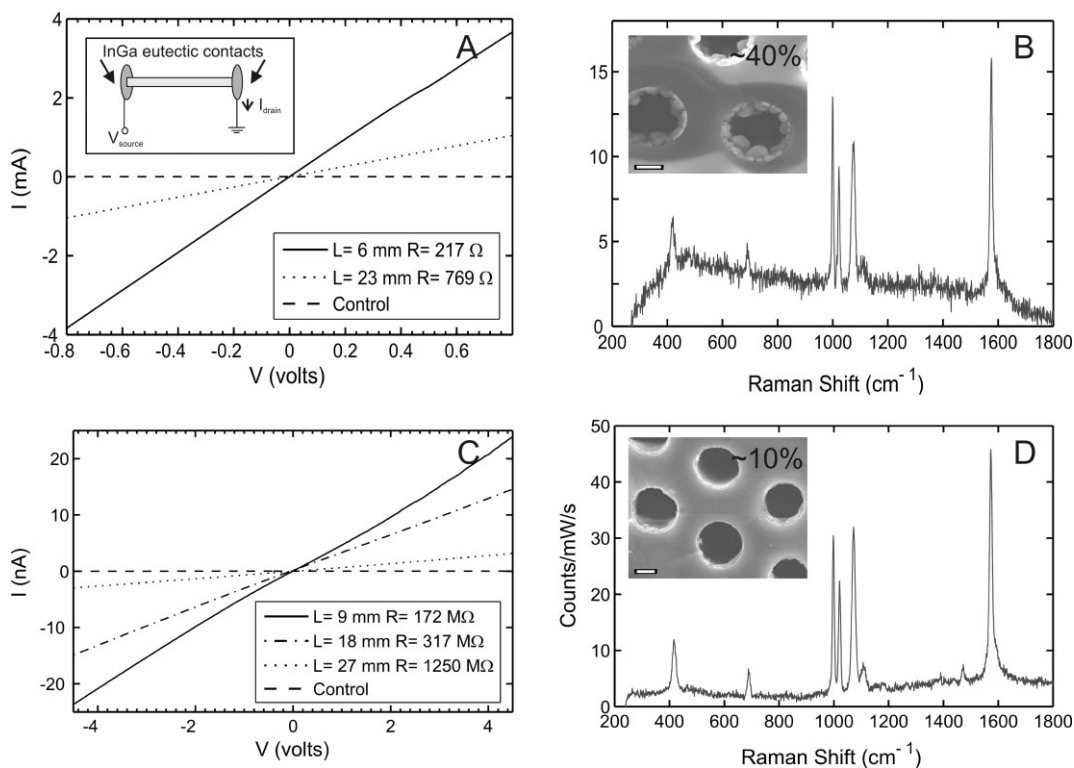 A
InGa eutectic contacts
I drain
V source
I (mA)
4
2
0
-2
-4
L= 6 mm R= 217 Ω
L= 23 mm R= 769 Ω
Control
-0.8 -0.6 -0.4 -0.2 0 0.2 0.4 0.6
V (volts)
B
~40%
15
10
5
0
200 400 600 800 1000 1200 1400 1600 1800
Raman Shift (cm⁻¹)
C
I (nA)
20
10
0
-10
-20
L= 9 mm R= 172 MΩ
L= 18 mm R= 317 MΩ
L= 27 mm R= 1250 MΩ
Control
-4 -2 0 2 4
V (volts)
D
~10%
Counts/mW/s
50
40
30
20
10
0
200 400 600 800 1000 1200 1400 1600 1800
Raman Shift (cm⁻¹)